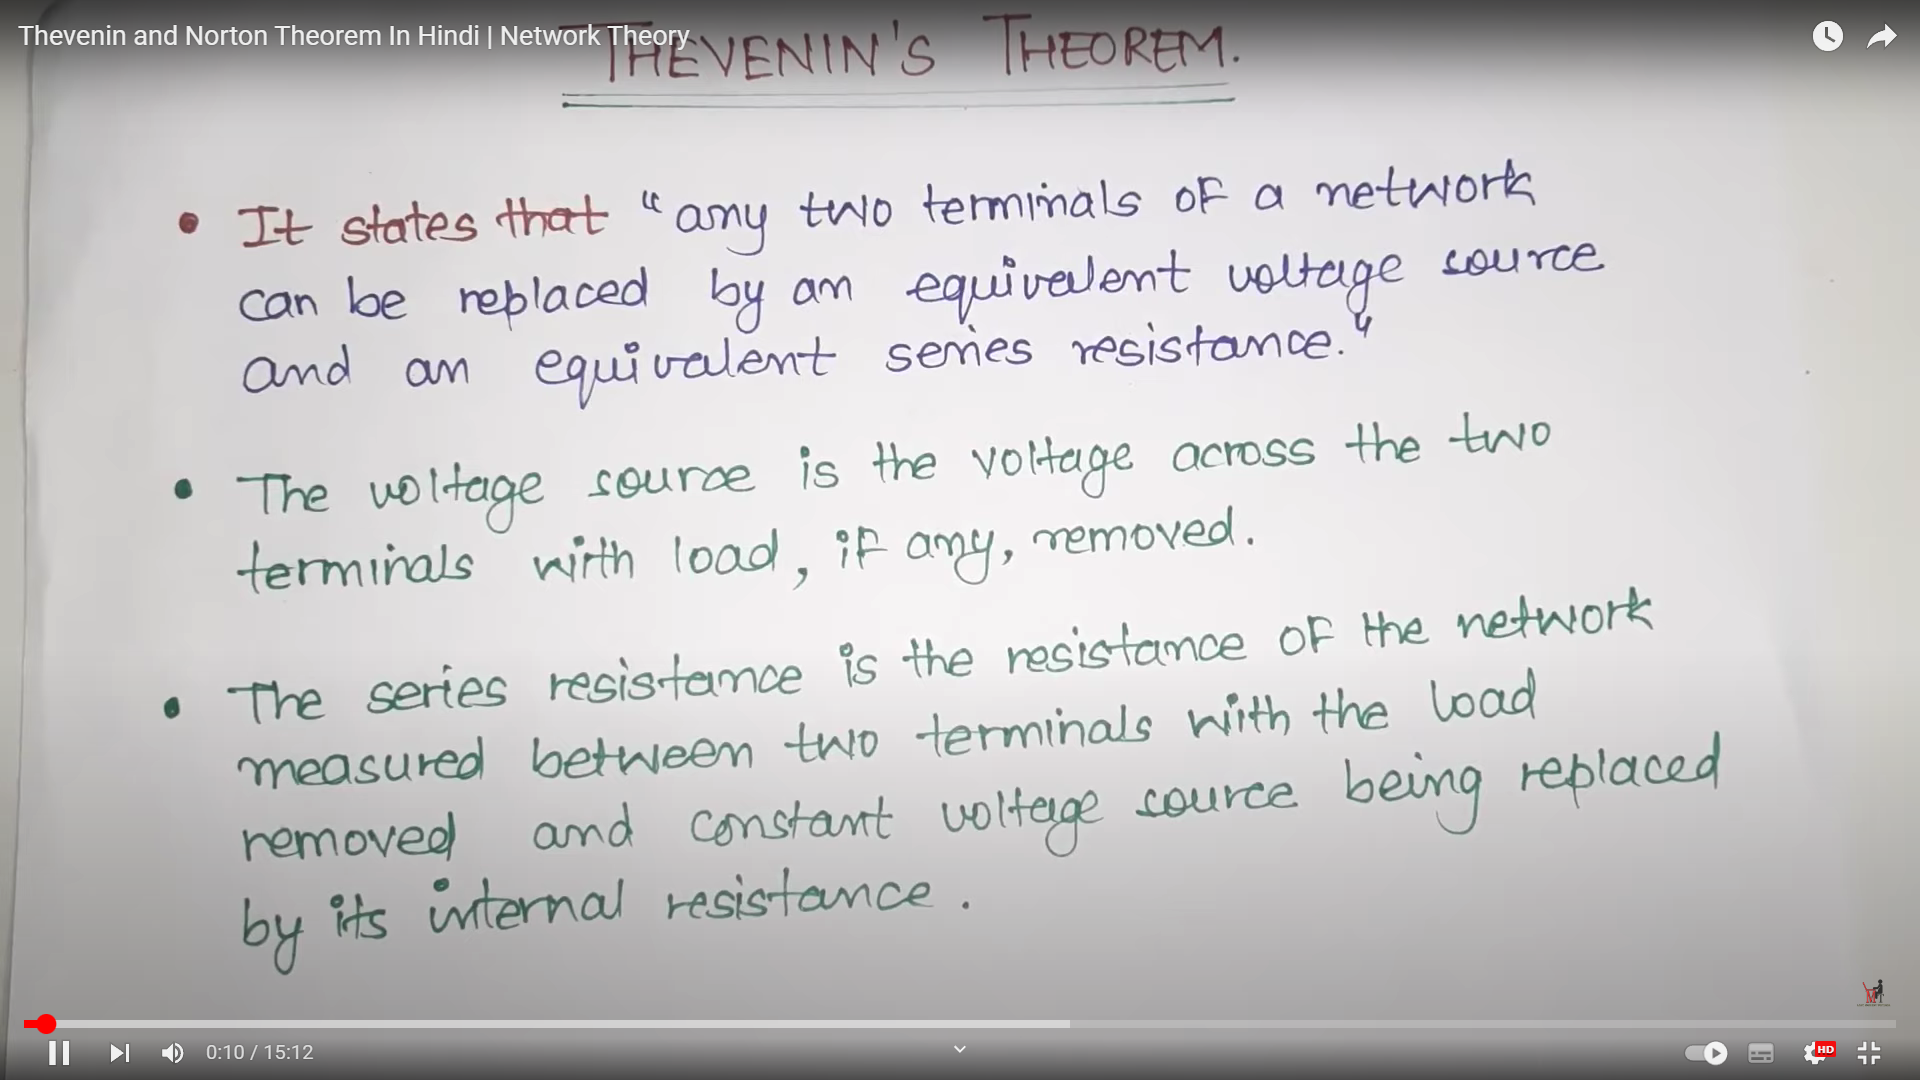 Thevenin and Norton Theorem In Hindi | Network Theory
THEVENIN'S THEOREM.
• It states that "any two terminals of a network
can be replaced by an equivalent voltage source
and an equivalent series resistance."
• The voltage source is the voltage across the two
terminals with load, if any, removed.
• The series resistance is the resistance of the network
measured between two terminals with the load
removed and constant voltage source being replaced
by its internal resistance.
0:10 / 15:12
HD